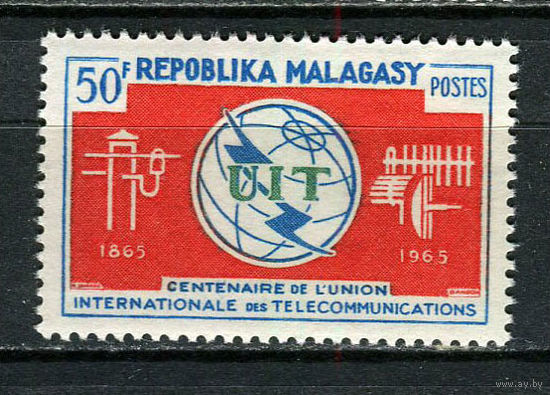 50F REPOBLIKA MALAGASY POSTES
UIT
1865 1965
CENTENAIRE DE L'UNION
INTERNATIONALE DES TELECOMMUNICATIONS
www.ay.by